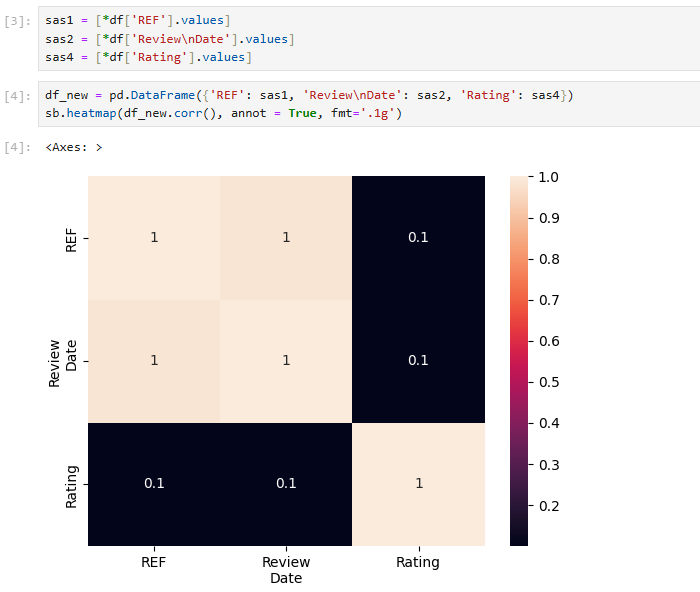 [3]: sas1 = [*df['REF'].values]
sas2 = [*df['Review\nDate'].values]
sas4 = [*df['Rating'].values]
[4]: df_new = pd.DataFrame({'REF': sas1, 'Review\nDate': sas2, 'Rating': sas4})
sb.heatmap(df_new.corr(), annot = True, fmt='.1g')
[4]: <Axes: >
REF
1
1
0.1
Review
Date
1
1
0.1
Rating
0.1
0.1
1
REF
Review
Date
Rating
1.0
0.9
0.8
0.7
0.6
0.5
0.4
0.3
0.2